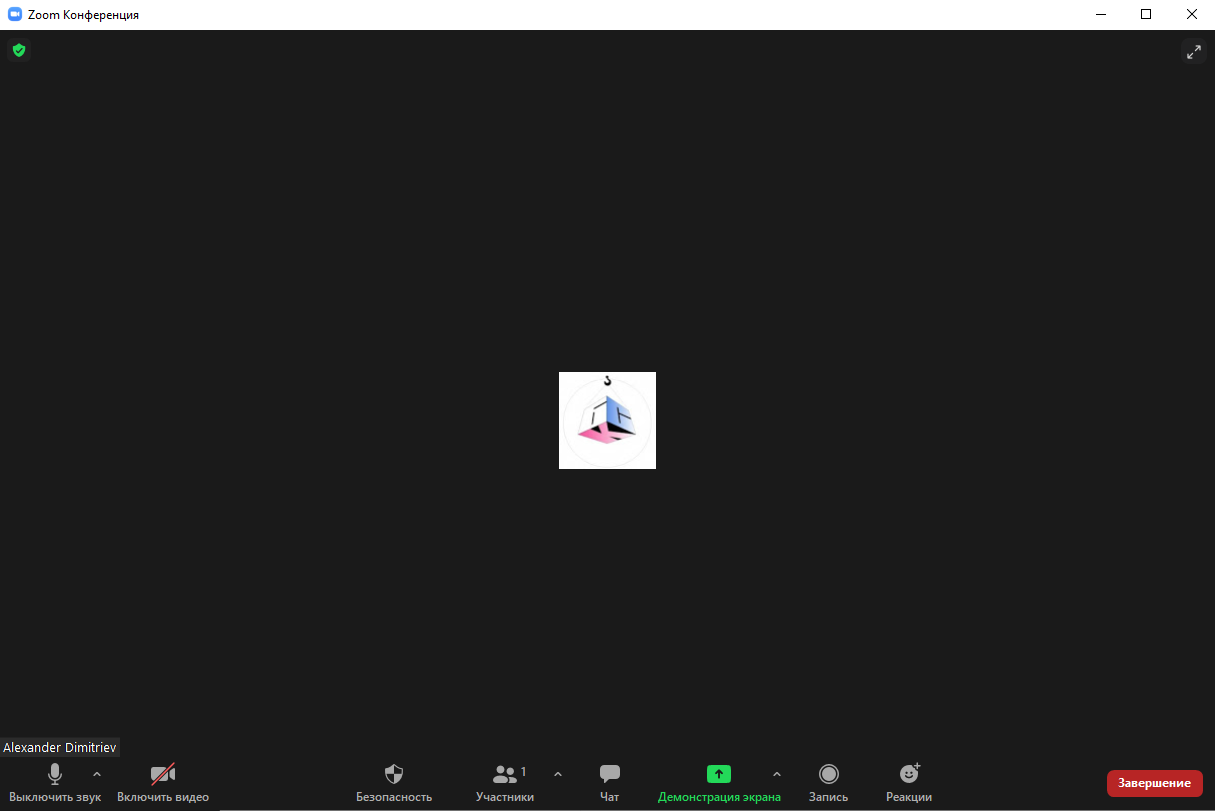 Zoom Конференция
Alexander Dimitriev
1
Выключить звук
Включить видео
Безопасность
Участники
Чат
Демонстрация экрана
Запись
Реакции
Завершение